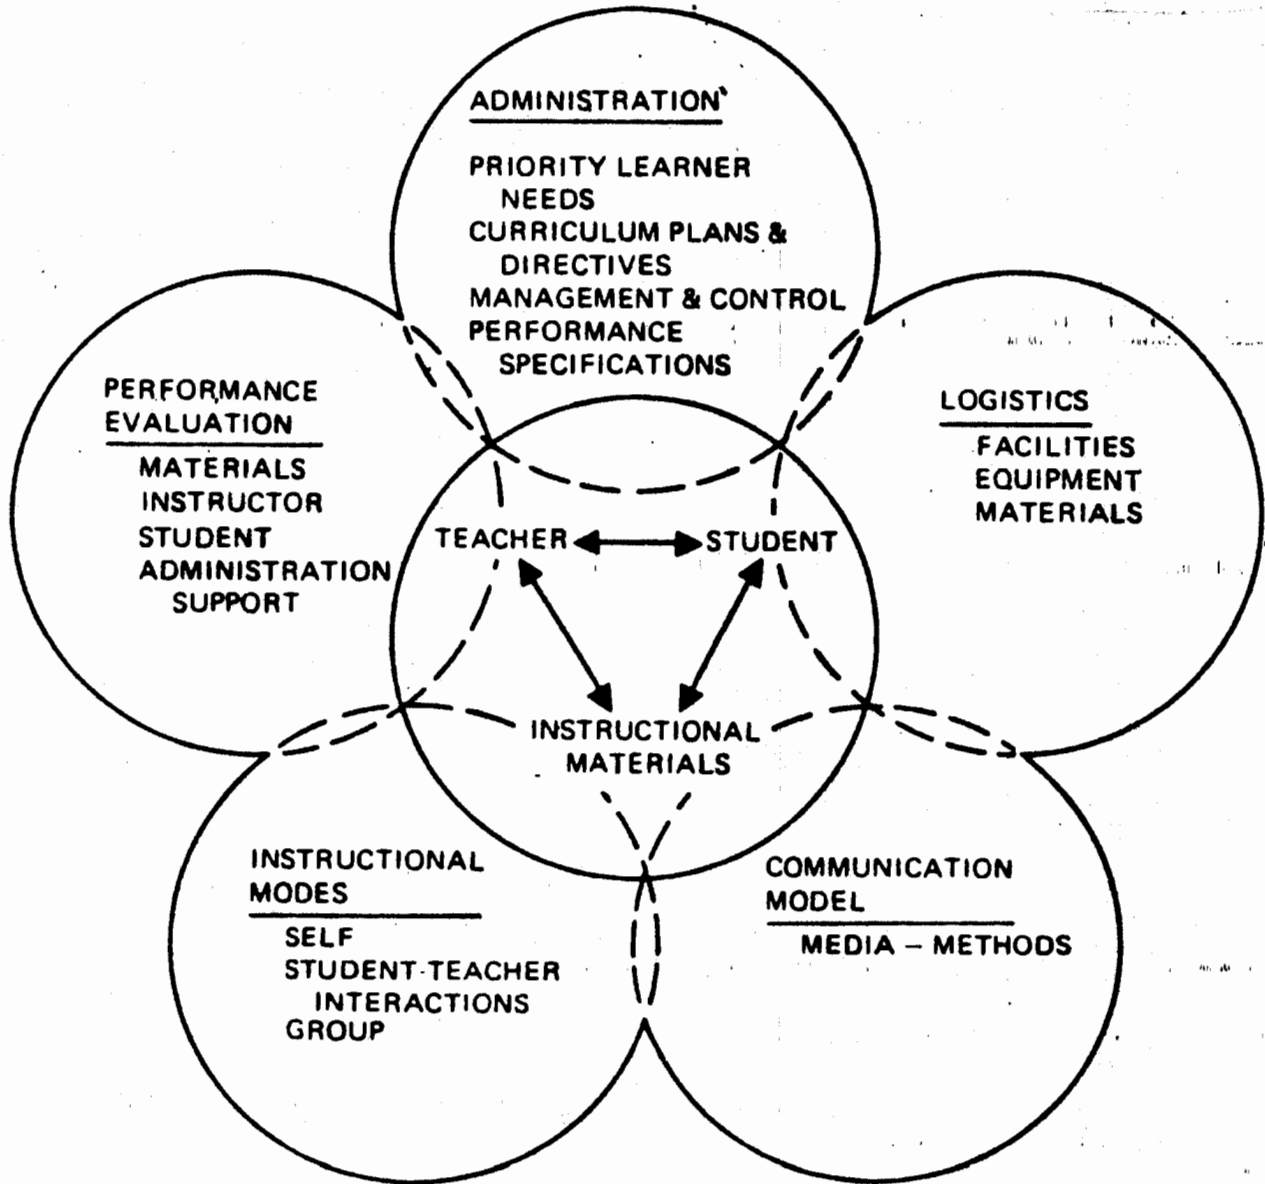 ADMINISTRATION
PRIORITY LEARNER
NEEDS
CURRICULUM PLANS &
DIRECTIVES
MANAGEMENT & CONTROL
PERFORMANCE
SPECIFICATIONS
PERFORMANCE
EVALUATION
MATERIALS
INSTRUCTOR
STUDENT
ADMINISTRATION
SUPPORT
LOGISTICS
FACILITIES
EQUIPMENT
MATERIALS
TEACHER STUDENT
INSTRUCTIONAL
MATERIALS
INSTRUCTIONAL
MODES
SELF
STUDENT-TEACHER
INTERACTIONS
GROUP
COMMUNICATION
MODEL
MEDIA – METHODS